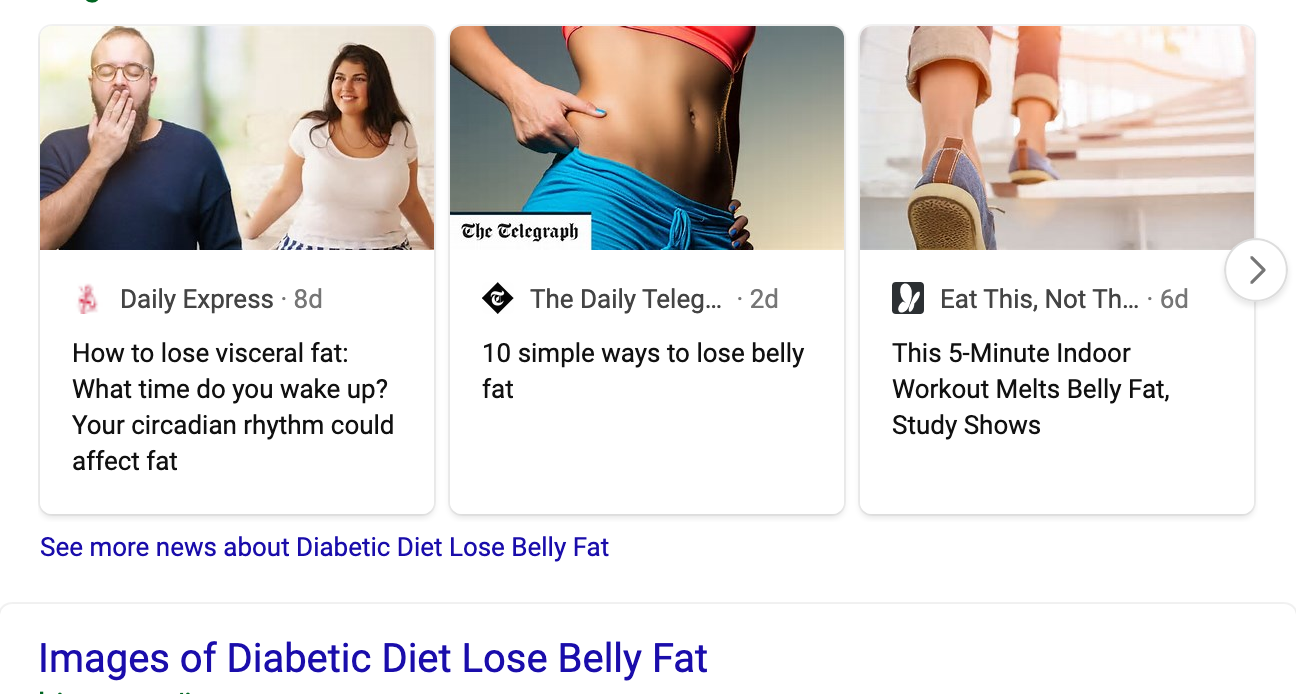 The Telegraph
Daily Express · 8d
How to lose visceral fat:
What time do you wake up?
Your circadian rhythm could
affect fat
The Daily Teleg... · 2d
10 simple ways to lose belly
fat
Eat This, Not Th... · 6d
This 5-Minute Indoor
Workout Melts Belly Fat,
Study Shows
See more news about Diabetic Diet Lose Belly Fat
Images of Diabetic Diet Lose Belly Fat